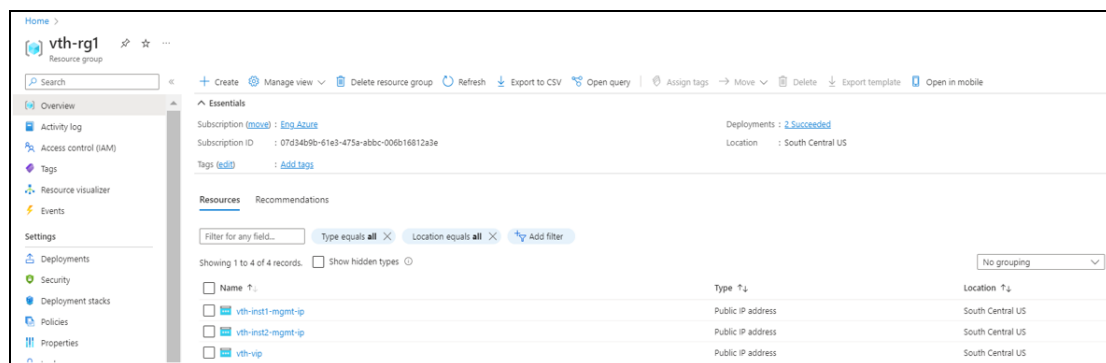 Home >
vth-rg1
Resource group
Search
Overview
Activity log
Access control (IAM)
Tags
Resource visualizer
Events
Settings
Deployments
Security
Deployment stacks
Policies
Properties
Create Manage view Delete resource group Refresh Export to CSV Open query Assign tags Move Delete Export template Open in mobile
Essentials
Subscription (move) : Eng Azure
Subscription ID : 07d34b9b-61e3-475a-abbc-006b16812a3e
Tags (edit) : Add tags
Deployments : 2 Succeeded
Location : South Central US
Resources Recommendations
Filter for any field... Type equals all Location equals all Add filter
Showing 1 to 4 of 4 records. Show hidden types No grouping
Name Type Location
vth-inst1-mgmt-ip Public IP address South Central US
vth-inst2-mgmt-ip Public IP address South Central US
vth-vip Public IP address South Central US